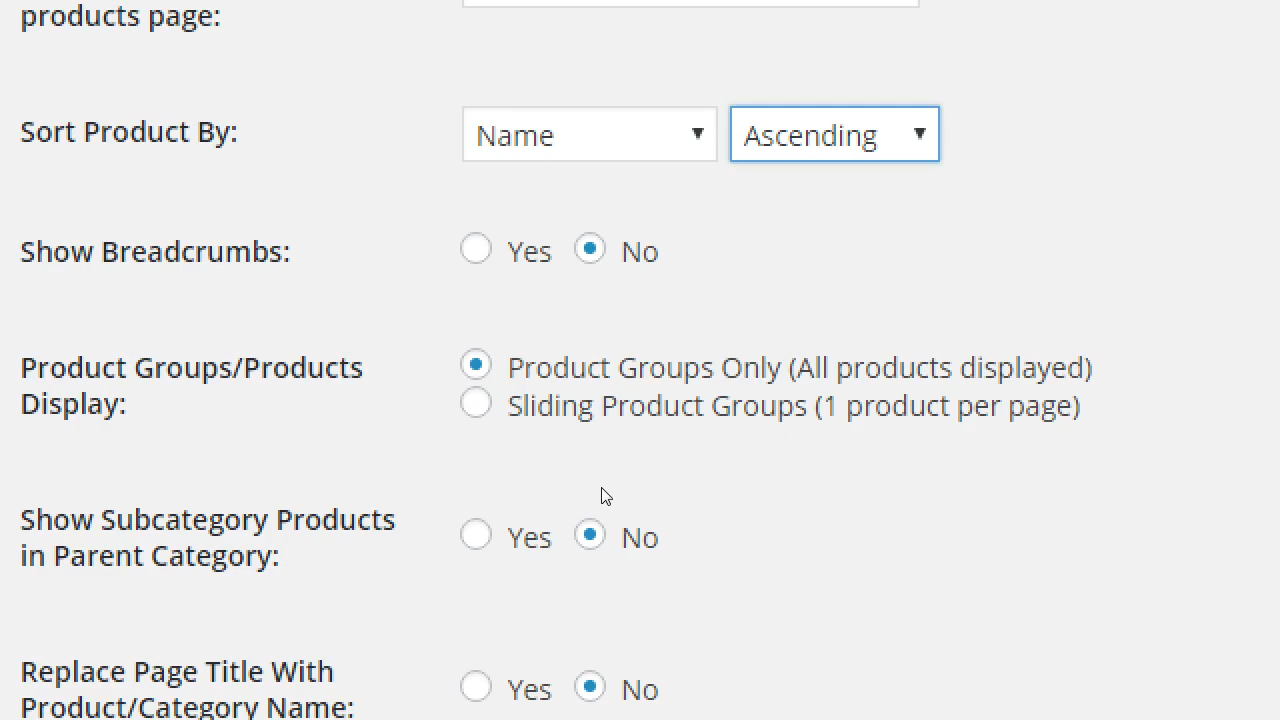 products page:
Sort Product By: Name Ascending
Show Breadcrumbs: Yes No
Product Groups/Products Product Groups Only (All products displayed)
Display: Sliding Product Groups (1 product per page)
Show Subcategory Products
in Parent Category: Yes No
Replace Page Title With
Product/Category Name: Yes No